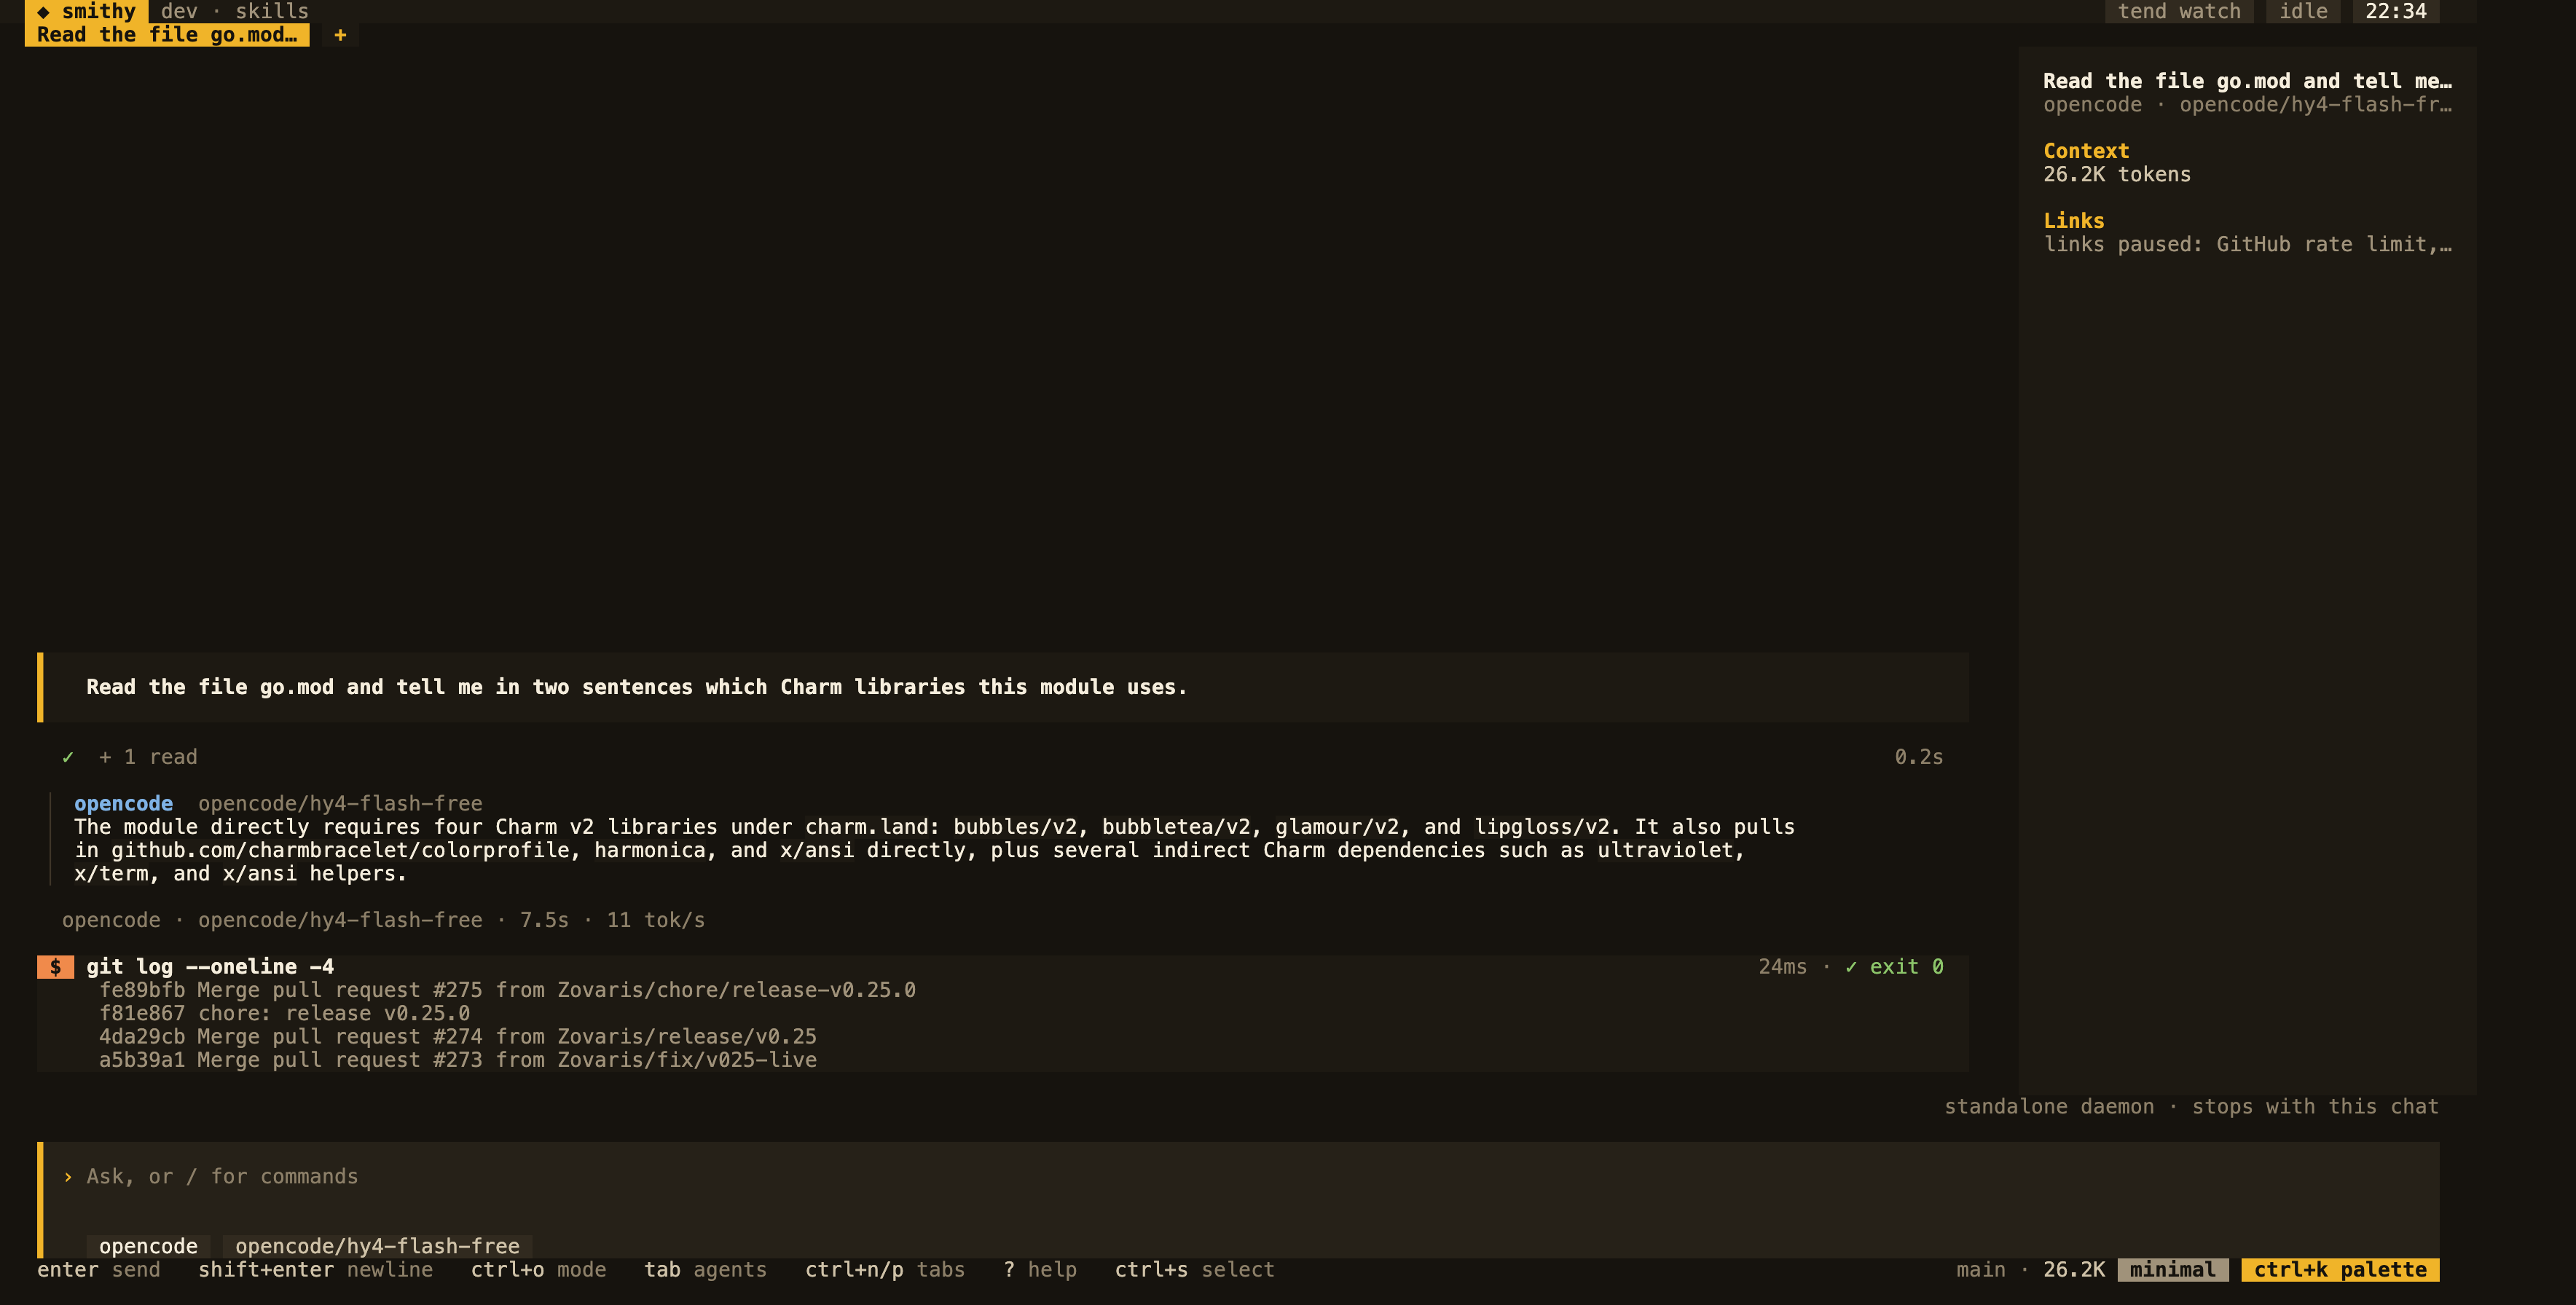 ◆ smithy dev · skills tend watch idle 22:34
Read the file go.mod… +
Read the file go.mod and tell me…
opencode · opencode/hy4-flash-fr…
Context
26.2K tokens
Links
links paused: GitHub rate limit,…
Read the file go.mod and tell me in two sentences which Charm libraries this module uses.
✓ + 1 read 0.2s
opencode opencode/hy4-flash-free
The module directly requires four Charm v2 libraries under charm.land: bubbles/v2, bubbletea/v2, glamour/v2, and lipgloss/v2. It also pulls
in github.com/charmbracelet/colorprofile, harmonica, and x/ansi directly, plus several indirect Charm dependencies such as ultraviolet,
x/term, and x/ansi helpers.
opencode · opencode/hy4-flash-free · 7.5s · 11 tok/s
$ git log --oneline -4 24ms · ✓ exit 0
fe89bfb Merge pull request #275 from Zovaris/chore/release-v0.25.0
f81e867 chore: release v0.25.0
4da29cb Merge pull request #274 from Zovaris/release/v0.25
a5b39a1 Merge pull request #273 from Zovaris/fix/v025-live
standalone daemon · stops with this chat
› Ask, or / for commands
opencode opencode/hy4-flash-free
enter send shift+enter newline ctrl+o mode tab agents ctrl+n/p tabs ? help ctrl+s select main · 26.2K minimal ctrl+k palette